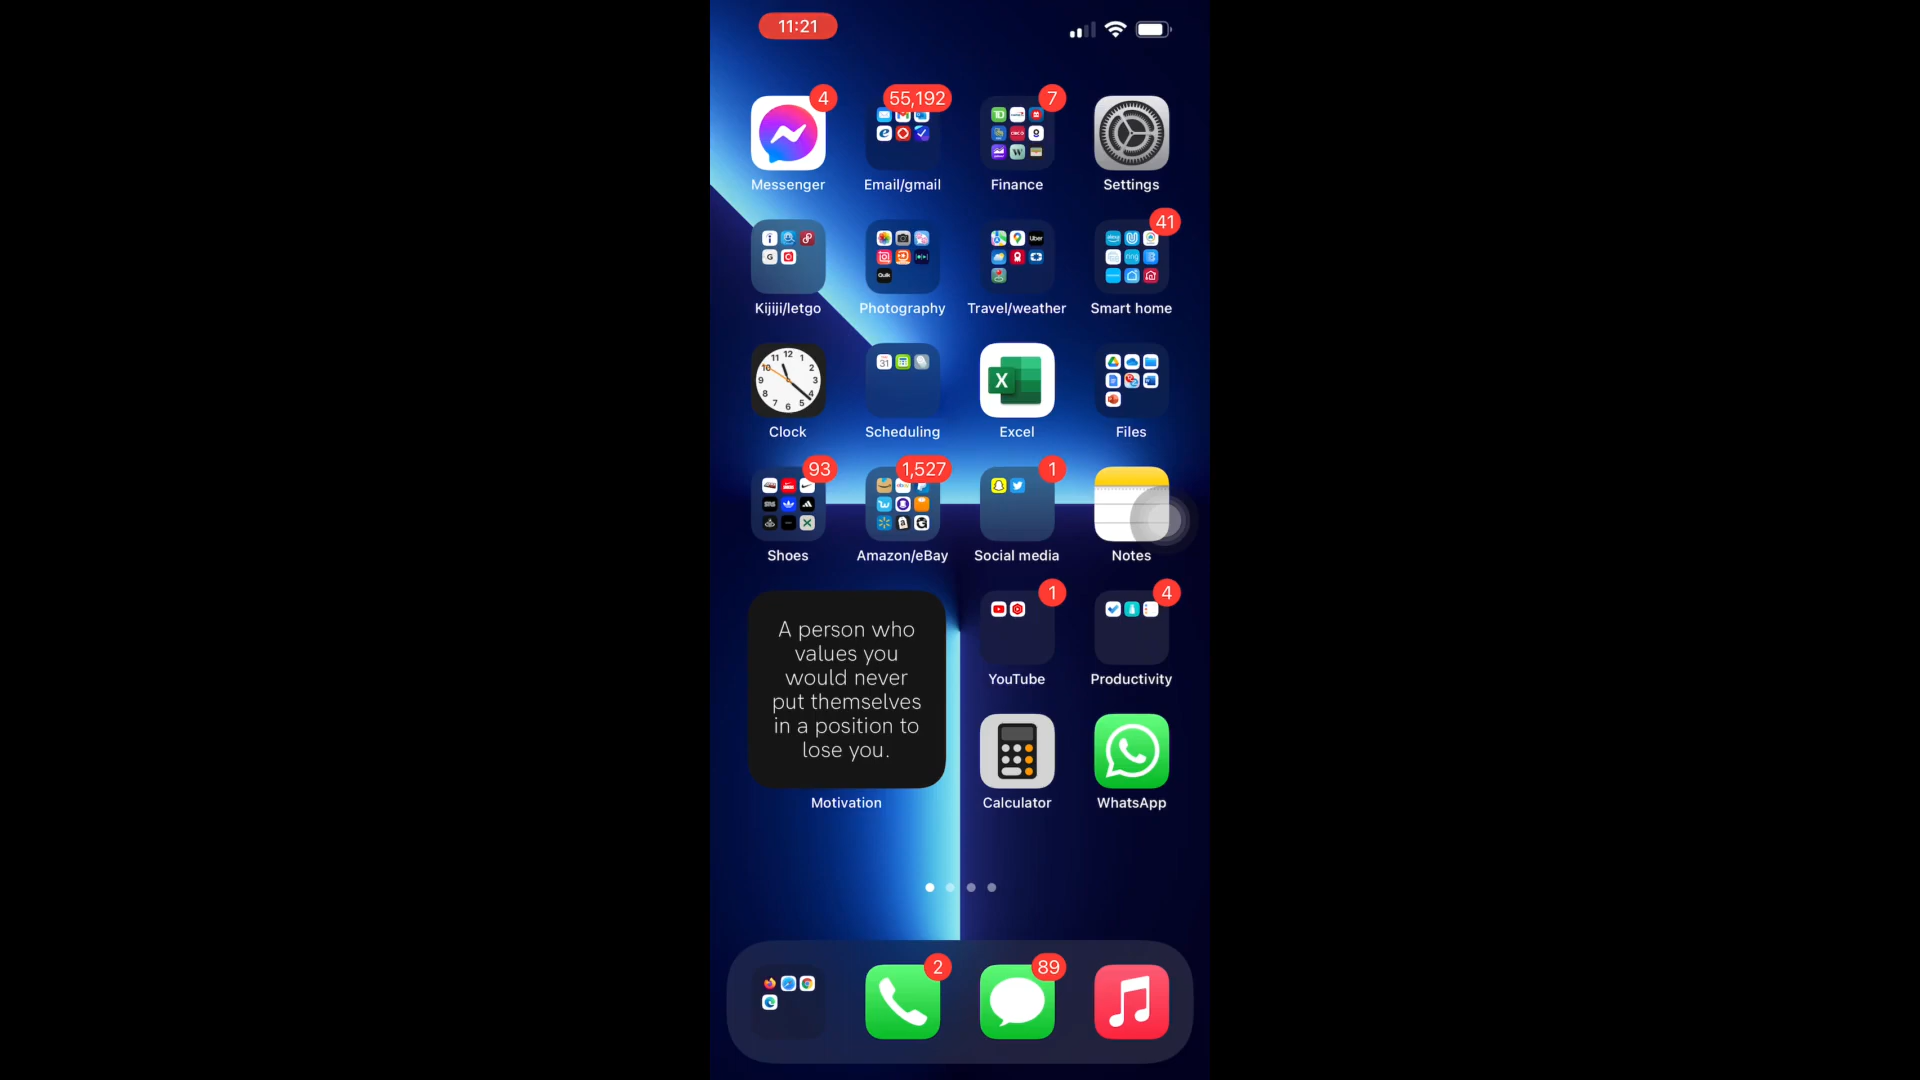 11:21
4
55,192
7
Messenger
Email/gmail
Finance
Settings
41
Kijiji/letgo
Photography
Travel/weather
Smart home
Clock
Scheduling
Excel
Files
93
1,527
1
Shoes
Amazon/eBay
Social media
Notes
A person who
values you
would never
put themselves
in a position to
lose you.
Motivation
1
4
YouTube
Productivity
Calculator
WhatsApp
2
89